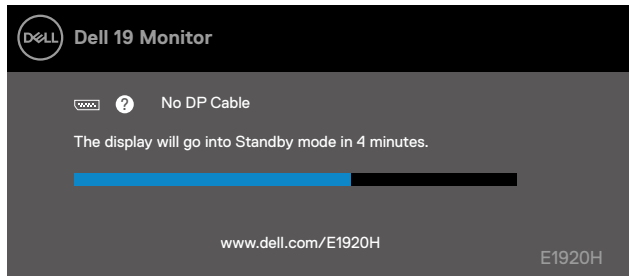 DELL Dell 19 Monitor
? No DP Cable
The display will go into Standby mode in 4 minutes.
www.dell.com/E1920H
E1920H